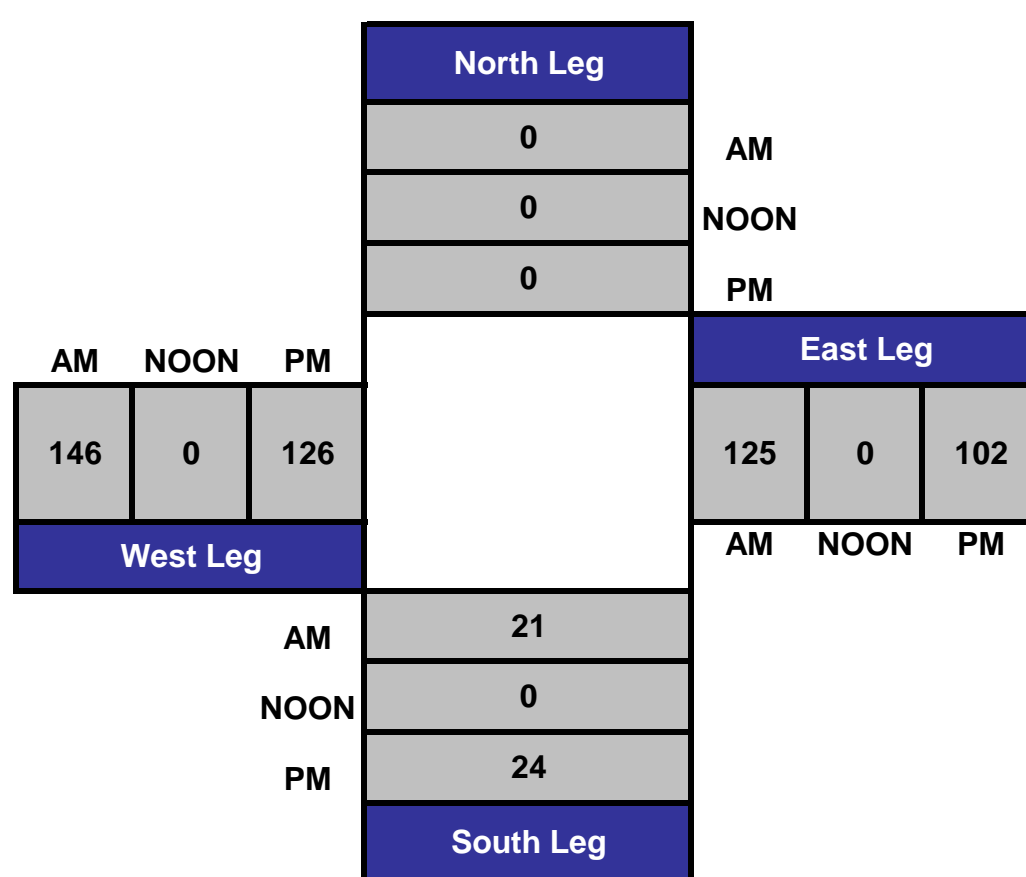 North Leg
0 AM
0 NOON
0 PM
East Leg
AM NOON PM
146 0 126 125 0 102
West Leg
AM NOON PM
AM 21
NOON 0
PM 24
South Leg